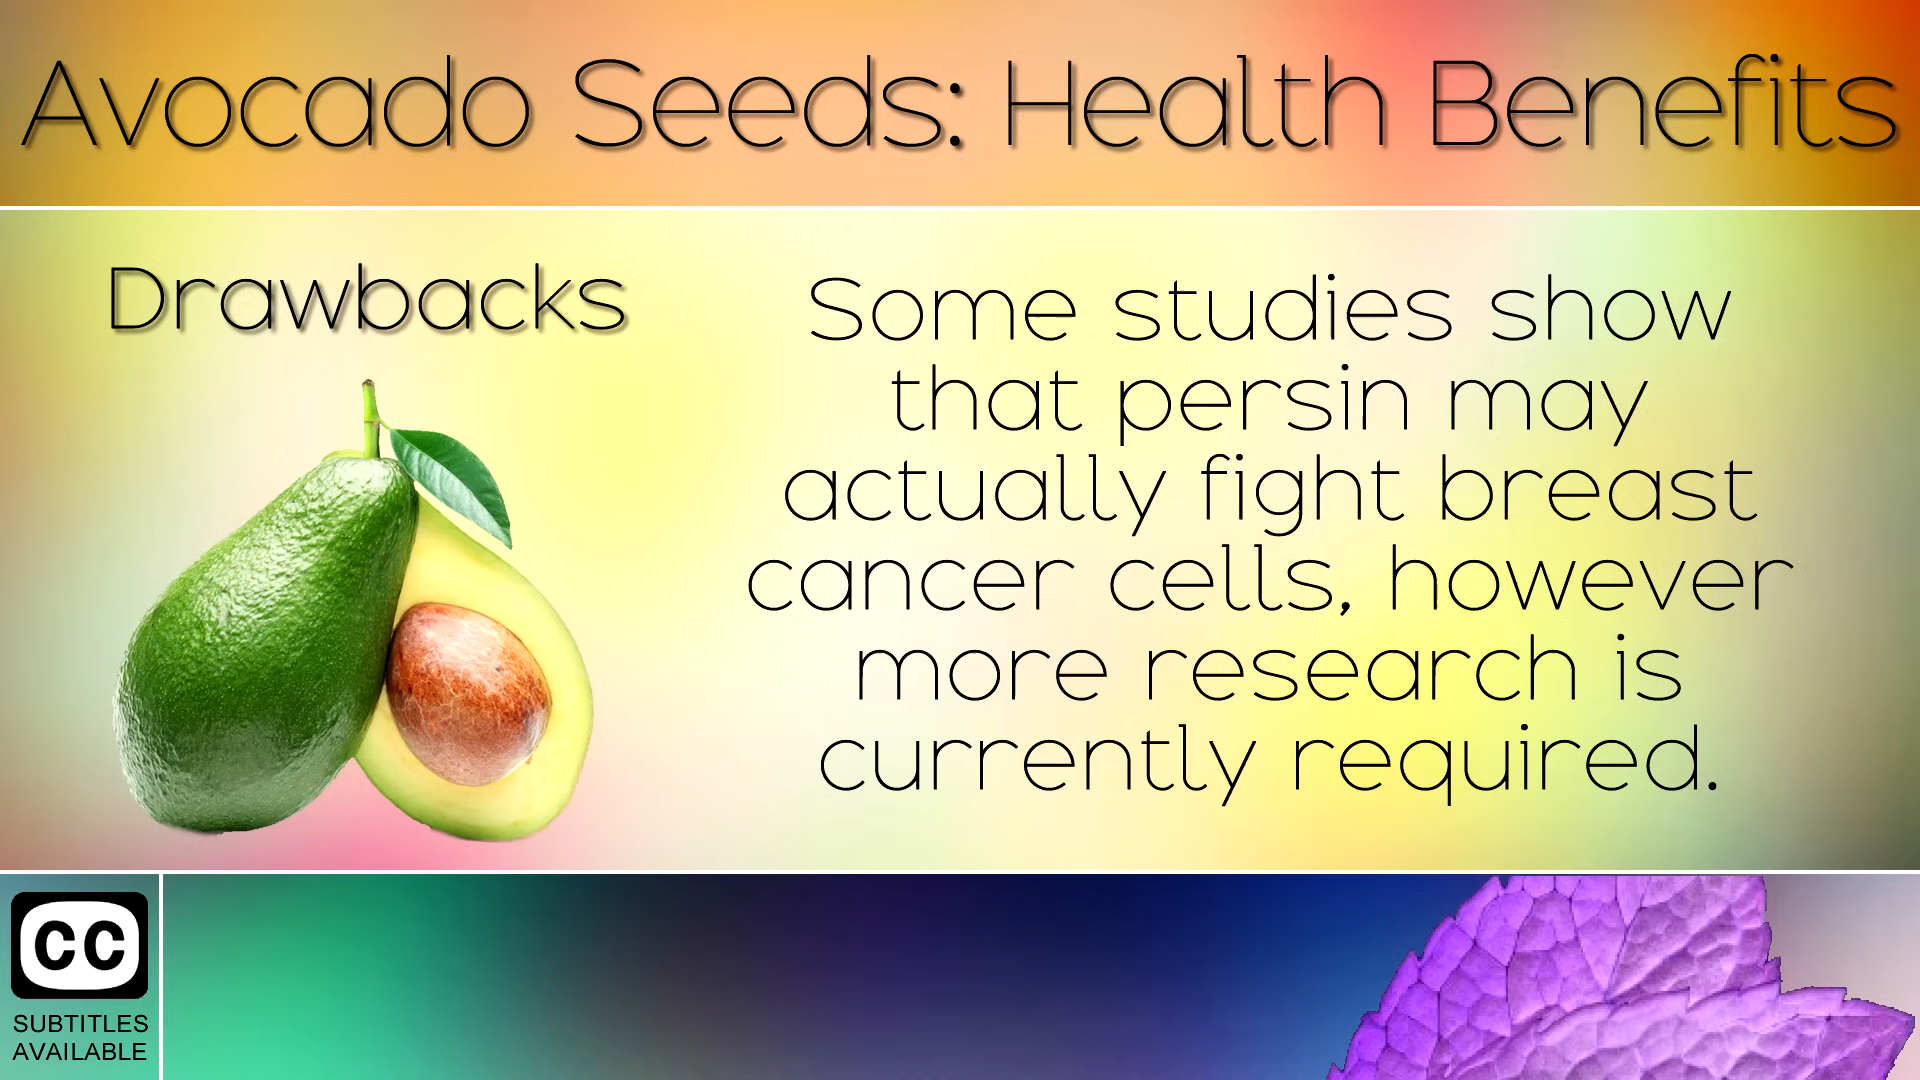 Avocado Seeds: Health Benefits
Drawbacks
Some studies show
that persin may
actually fight breast
cancer cells, however
more research is
currently required.
CC
SUBTITLES
AVAILABLE